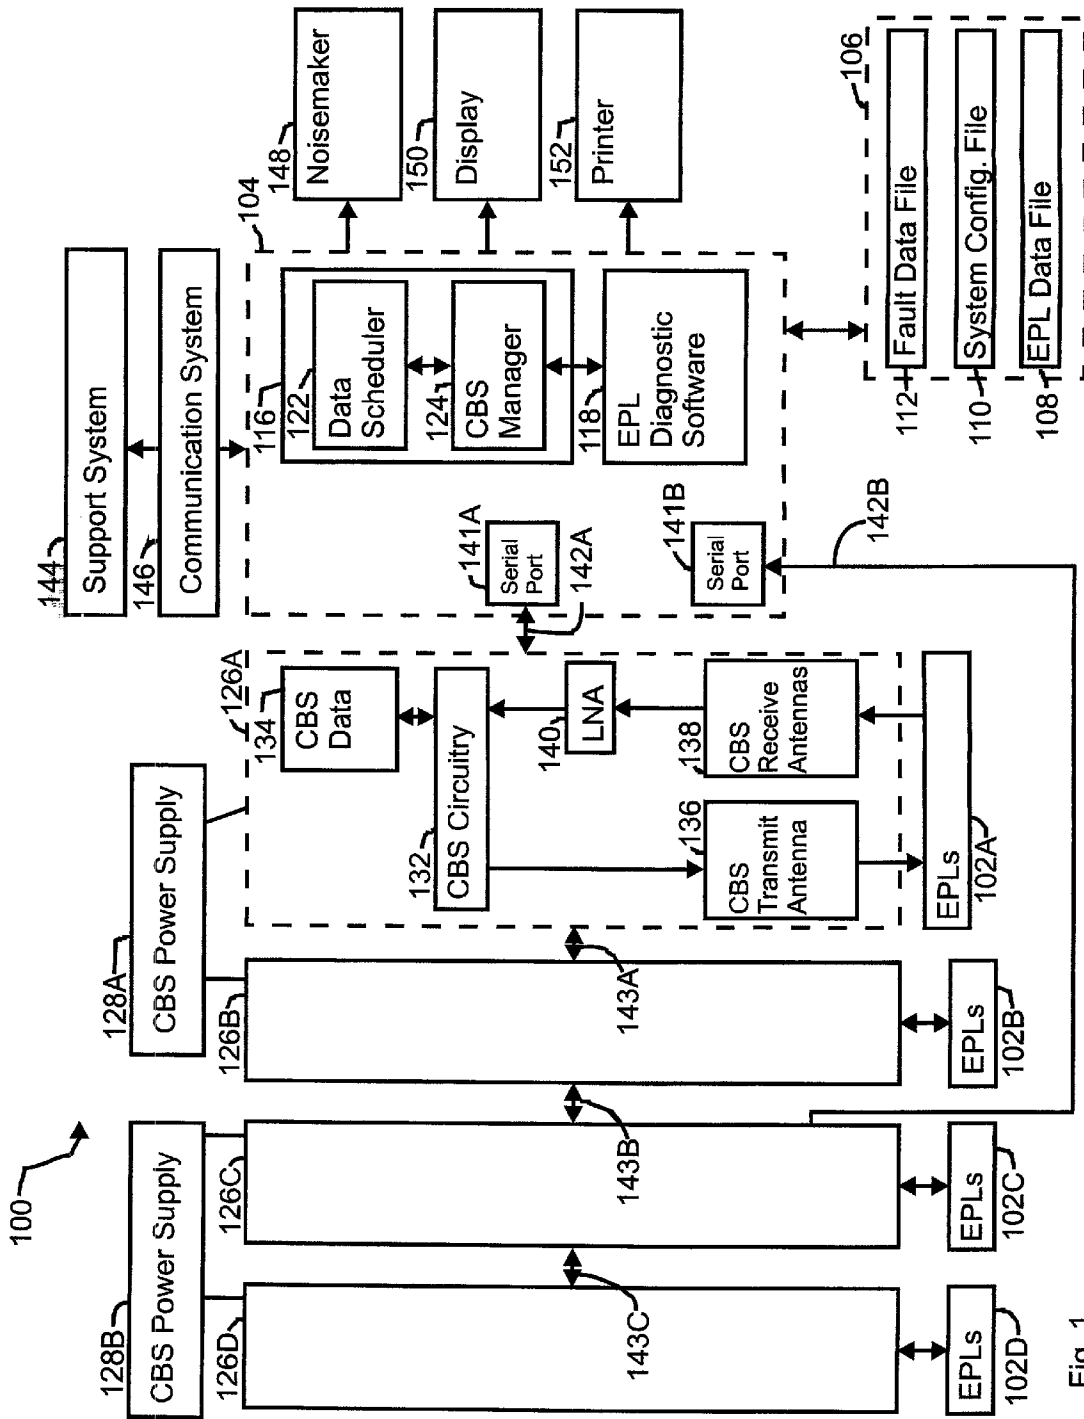 100
144
Support System
146
Communication System
128B
CBS Power Supply
128A
CBS Power Supply
126D
126C
126B
126A
104
134
CBS
Data
132
CBS Circuitry
140
LNA
136
CBS
Transmit
Antenna
138
CBS
Receive
Antennas
116
122
Data
Scheduler
124
CBS
Manager
118
EPL
Diagnostic
Software
141A
Serial
Port
142A
141B
Serial
Port
142B
148
Noisemaker
150
Display
152
Printer
143C
143B
143A
EPLs
102D
EPLs
102C
EPLs
102B
EPLs
102A
106
112
Fault Data File
110
System Config. File
108
EPL Data File
Fig. 1